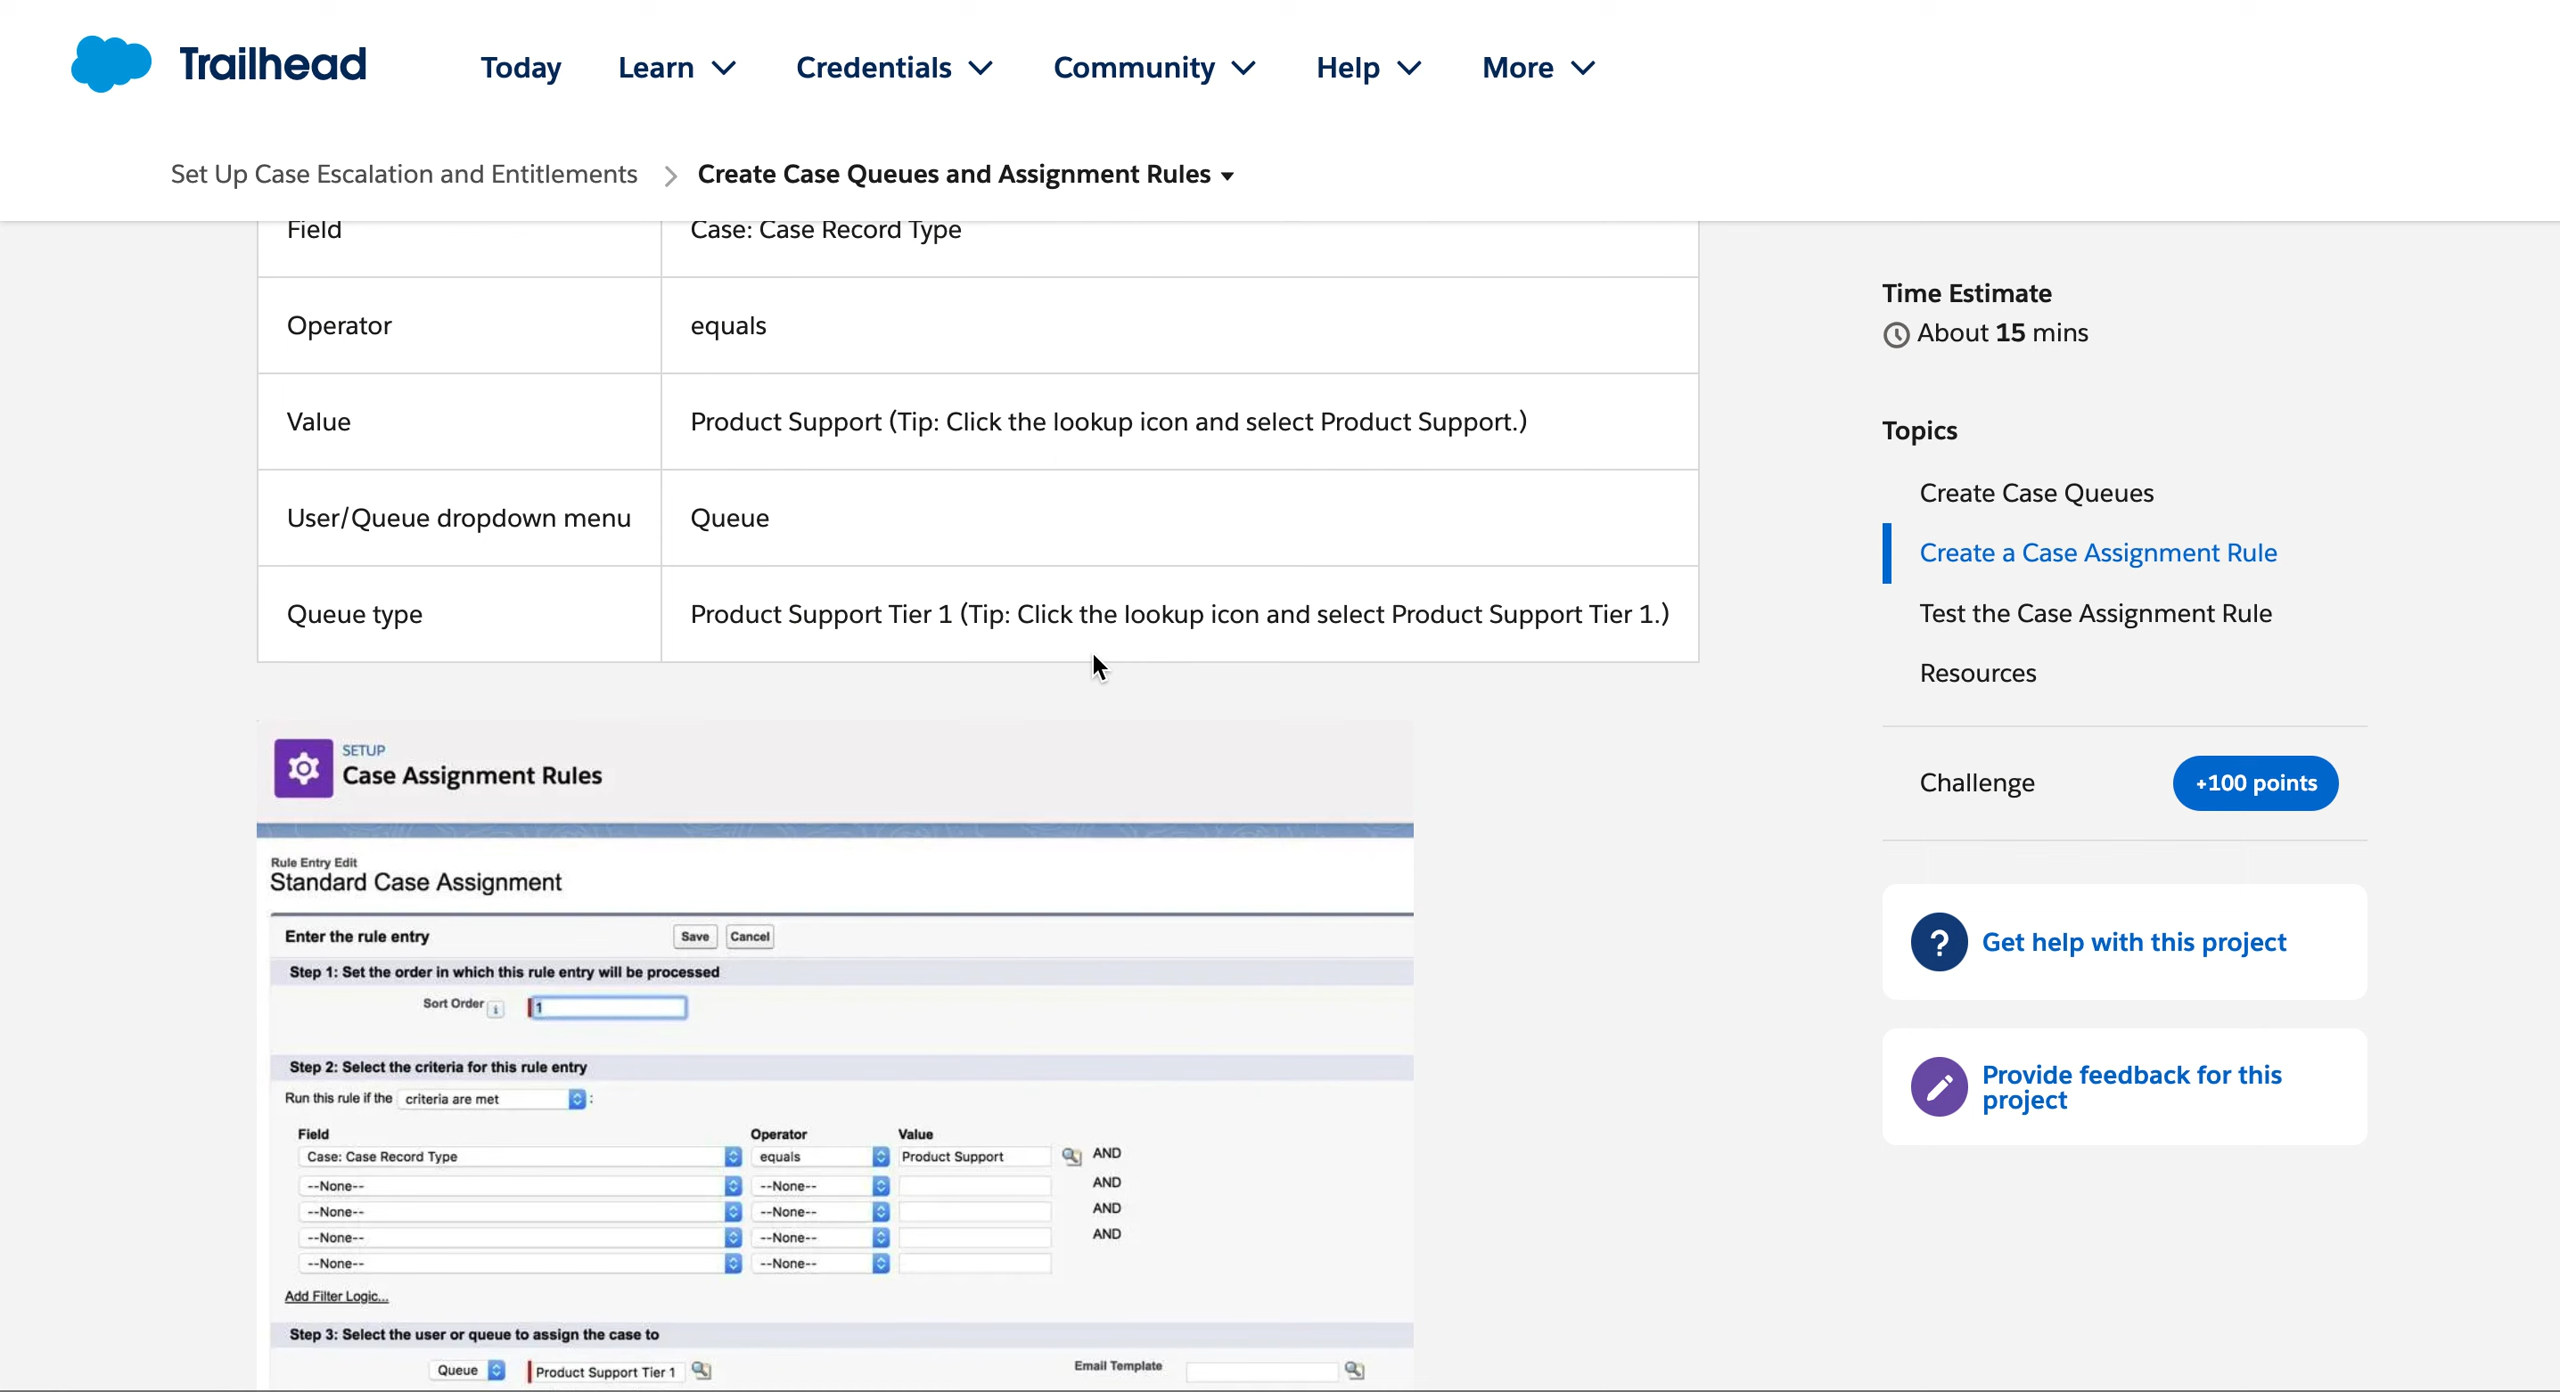 Trailhead Today Learn Credentials Community Help More
Set Up Case Escalation and Entitlements > Create Case Queues and Assignment Rules
Field Case: Case Record Type
Operator equals
Value Product Support (Tip: Click the lookup icon and select Product Support.)
User/Queue dropdown menu Queue
Queue type Product Support Tier 1 (Tip: Click the lookup icon and select Product Support Tier 1.)
SETUP
Case Assignment Rules
Rule Entry Edit
Standard Case Assignment
Enter the rule entry Save Cancel
Step 1: Set the order in which this rule entry will be processed
Sort Order i 1
Step 2: Select the criteria for this rule entry
Run this rule if the criteria are met :
Field Operator Value
Case: Case Record Type equals Product Support AND
--None-- --None-- AND
--None-- --None-- AND
--None-- --None-- AND
--None-- --None--
Add Filter Logic...
Step 3: Select the user or queue to assign the case to
Queue Product Support Tier 1 Email Template
Time Estimate
About 15 mins
Topics
Create Case Queues
Create a Case Assignment Rule
Test the Case Assignment Rule
Resources
Challenge +100 points
? Get help with this project
Provide feedback for this
project